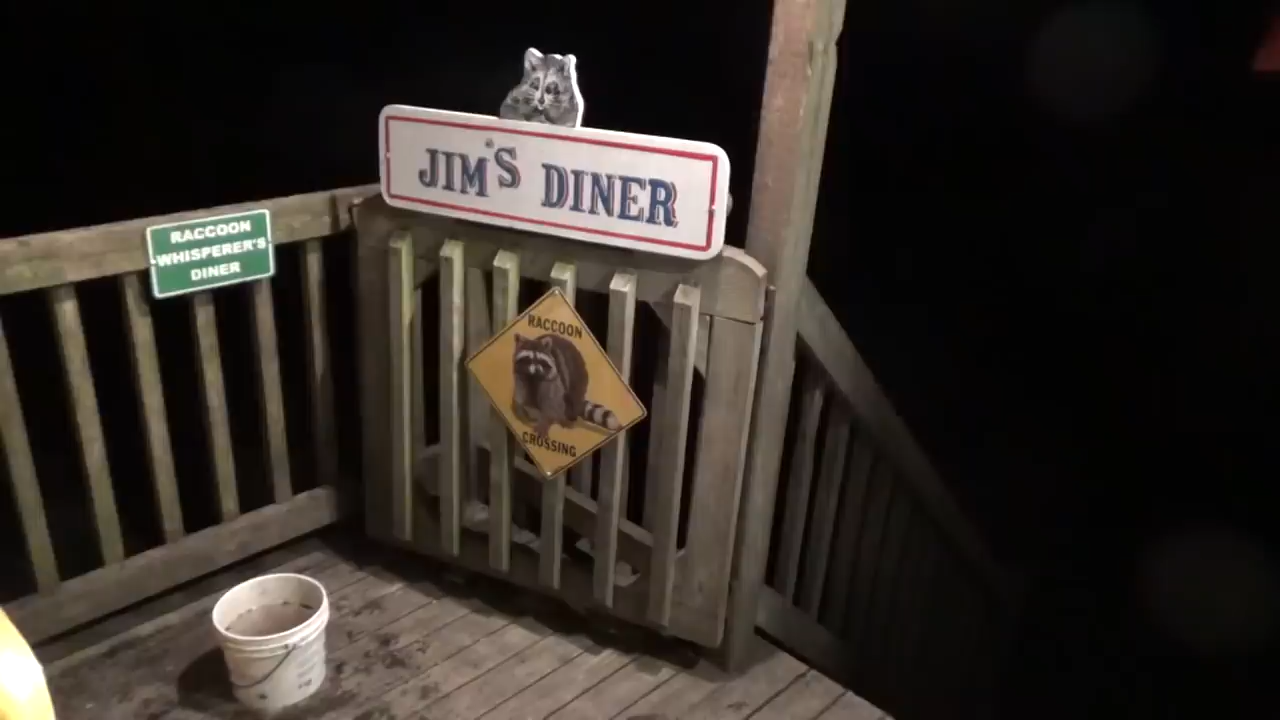 JIM'S DINER
RACCOON
WHISPERER'S
DINER
RACCOON
CROSSING